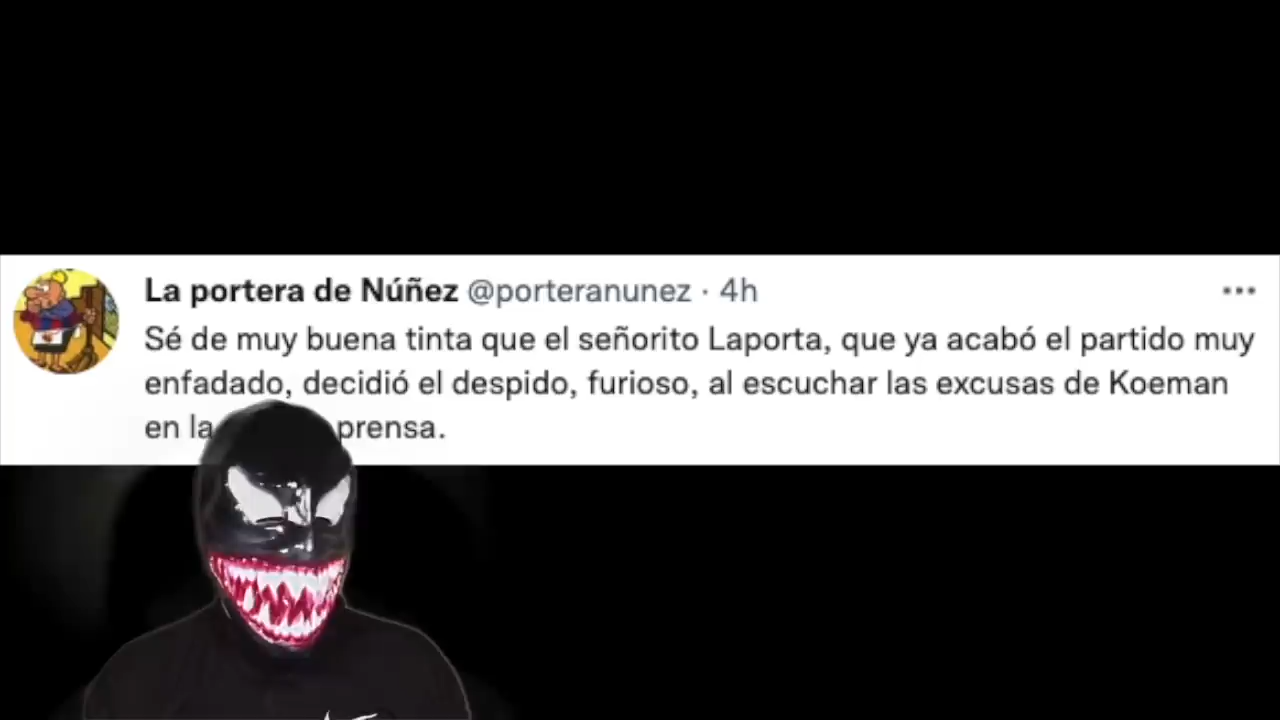 La portera de Núñez @porteranunez · 4h
Sé de muy buena tinta que el señorito Laporta, que ya acabó el partido muy
enfadado, decidió el despido, furioso, al escuchar las excusas de Koeman
en la prensa.